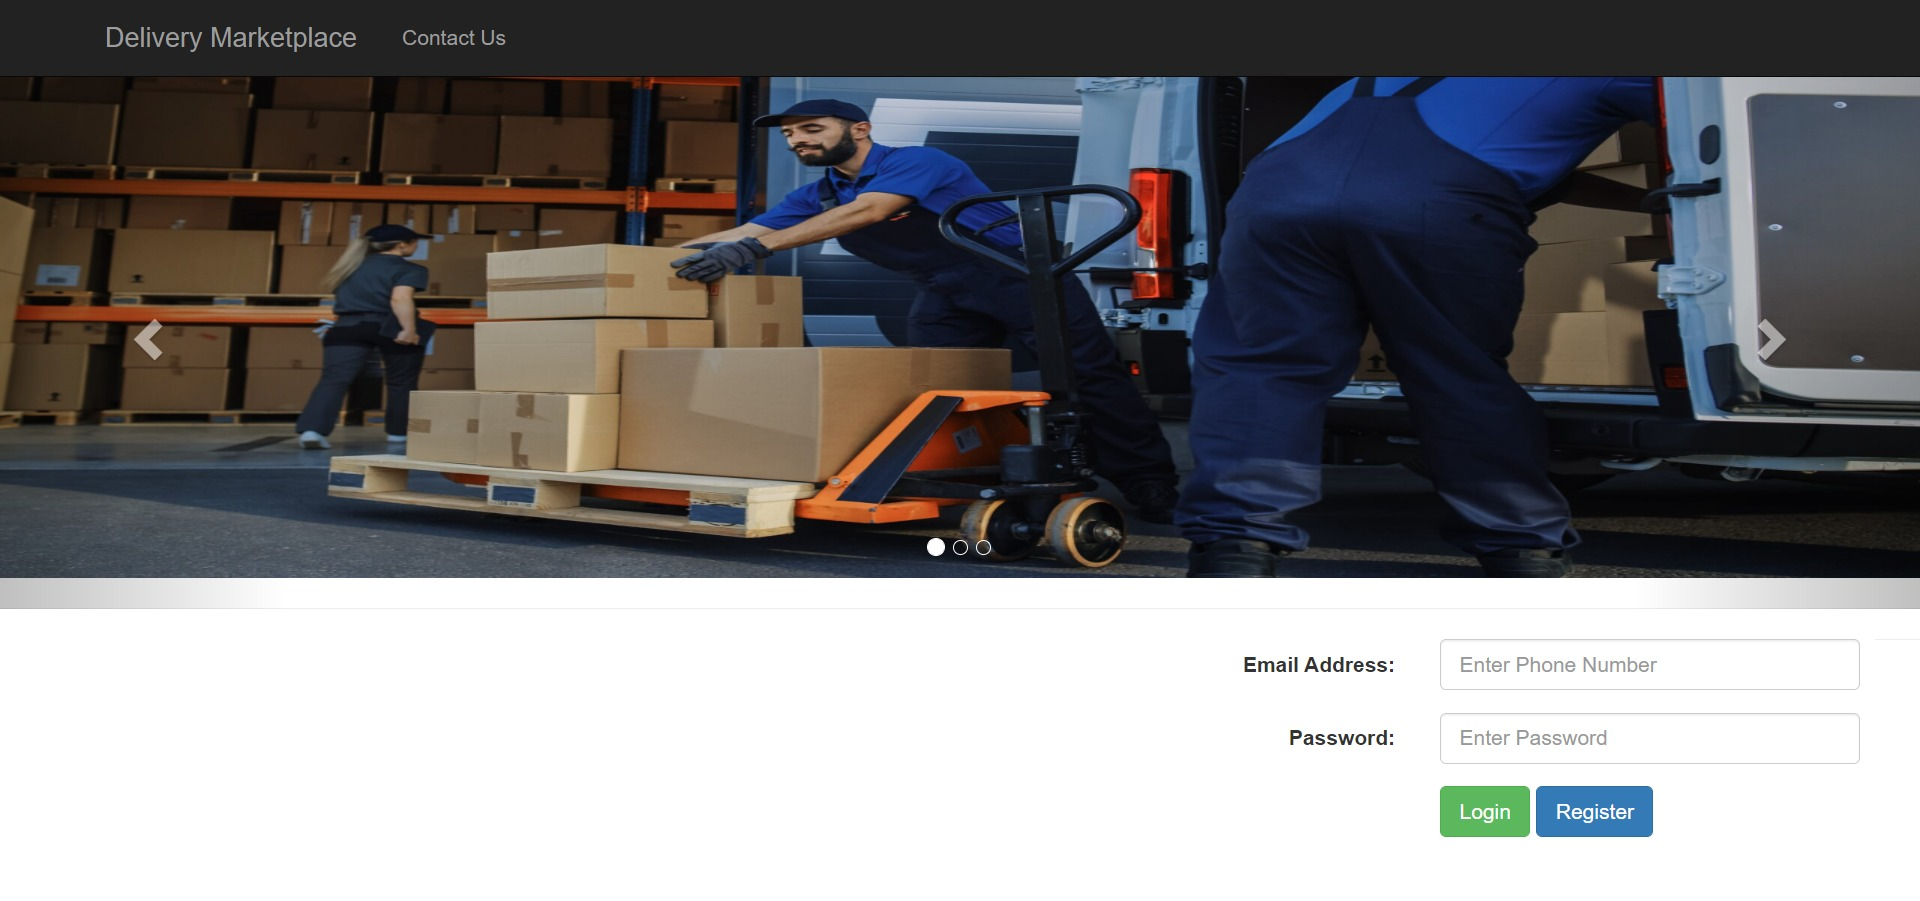 Delivery Marketplace Contact Us
Email Address: Enter Phone Number
Password: Enter Password
Login Register